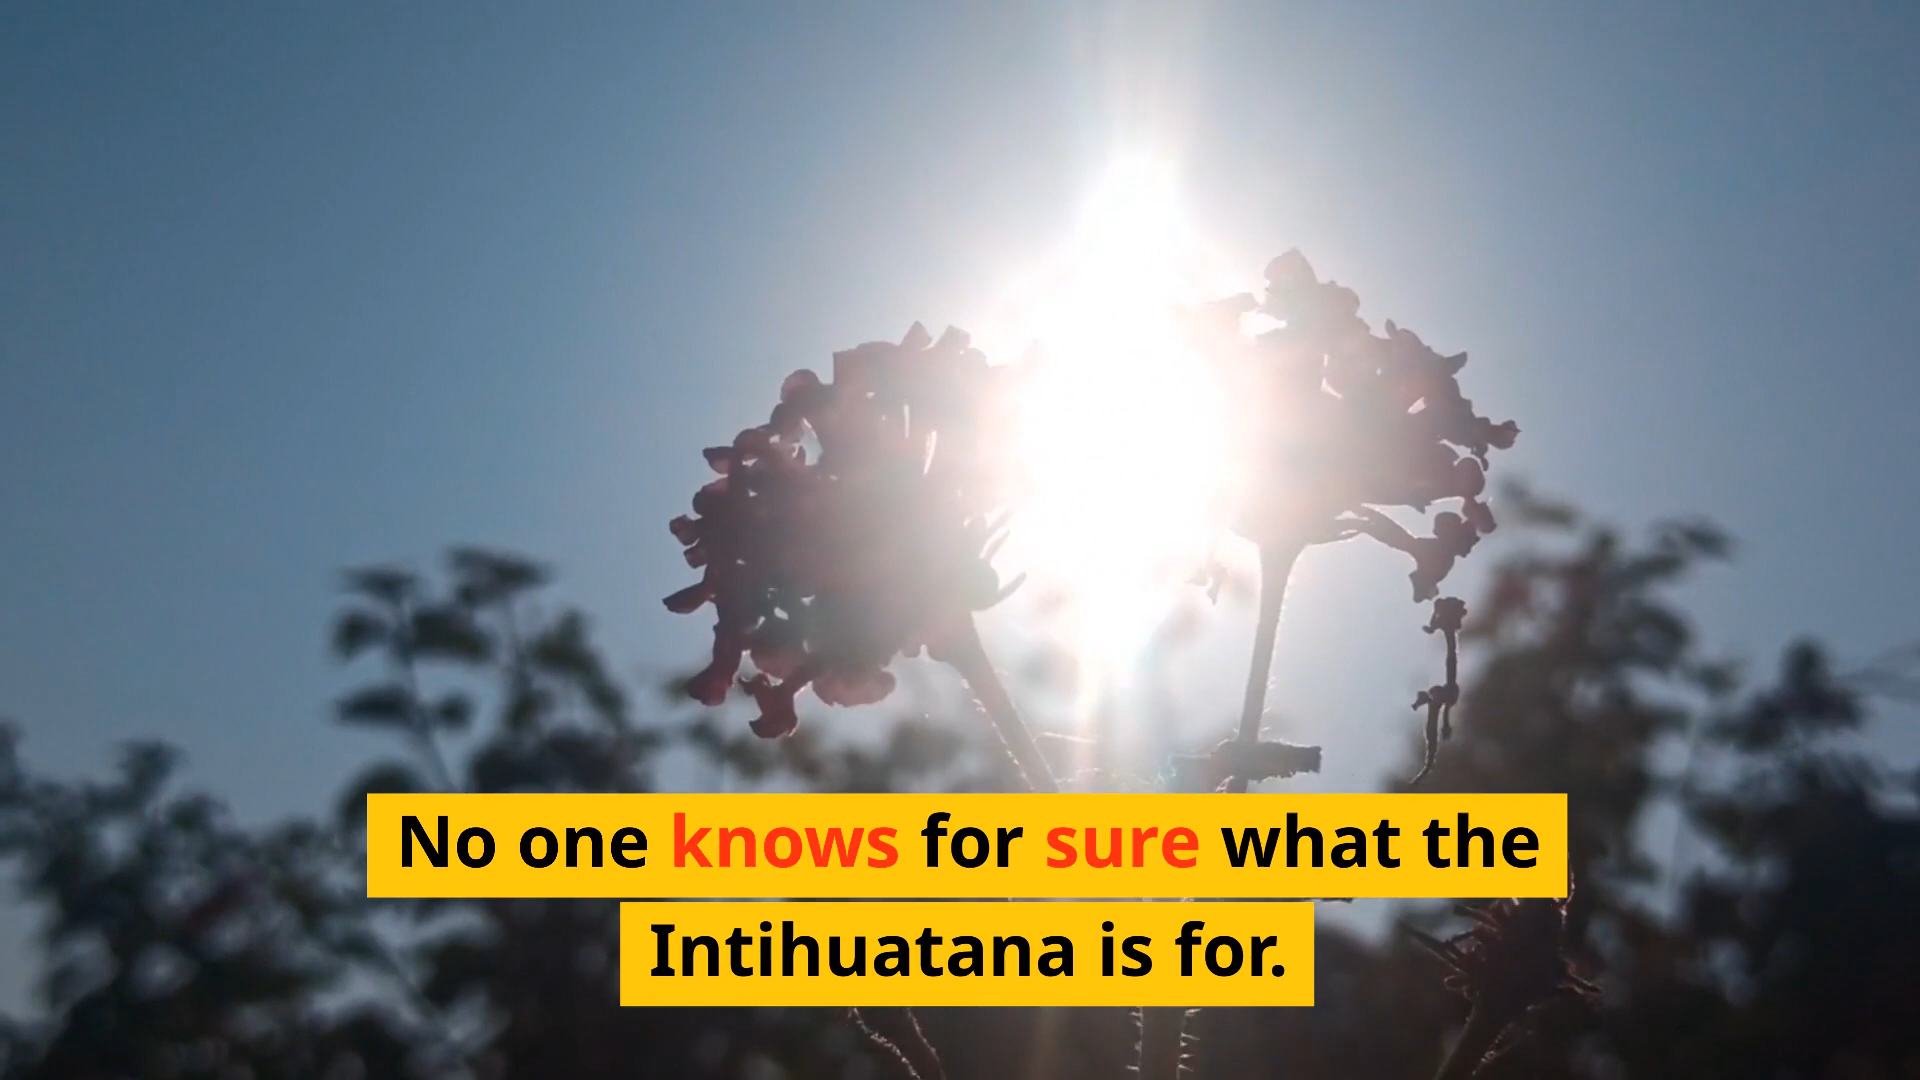 No one knows for sure what the
Intihuatana is for.